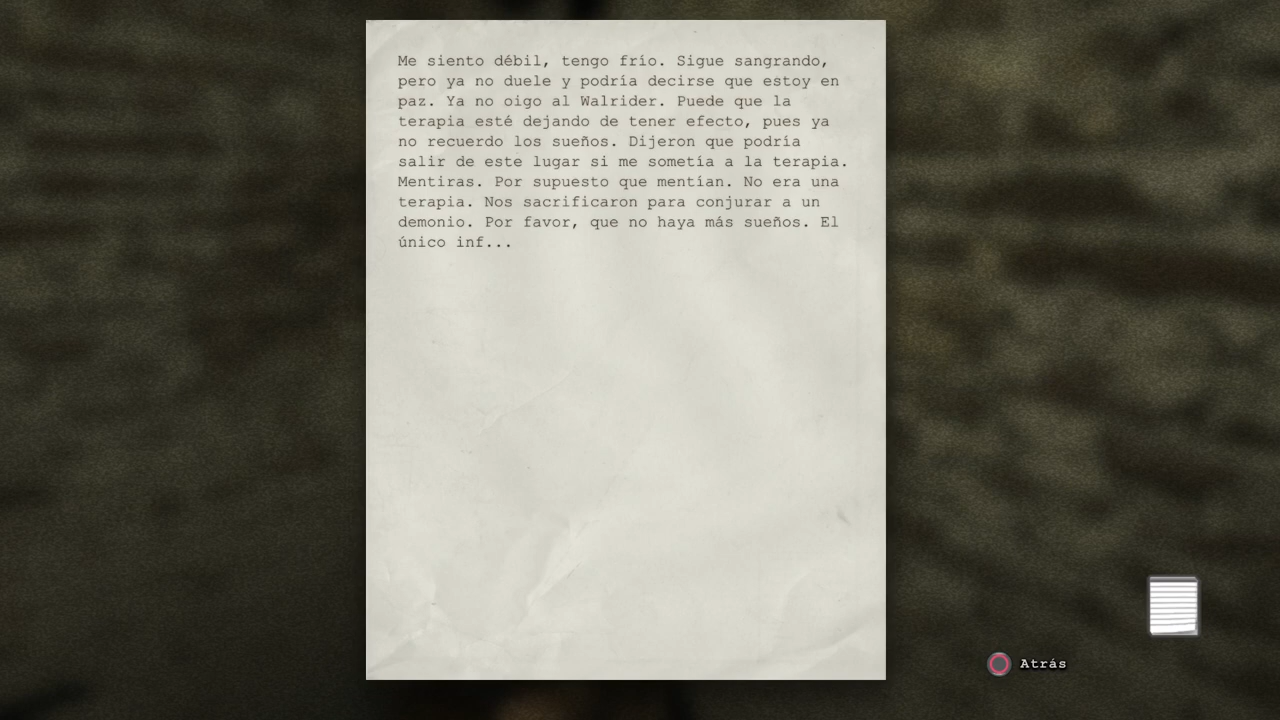 Me siento débil, tengo frío. Sigue sangrando,
pero ya no duele y podría decirse que estoy en
paz. Ya no oigo al Walrider. Puede que la
terapia esté dejando de tener efecto, pues ya
no recuerdo los sueños. Dijeron que podría
salir de este lugar si me sometía a la terapia.
Mentiras. Por supuesto que mentían. No era una
terapia. Nos sacrificaron para conjurar a un
demonio. Por favor, que no haya más sueños. El
único inf...
Atrás